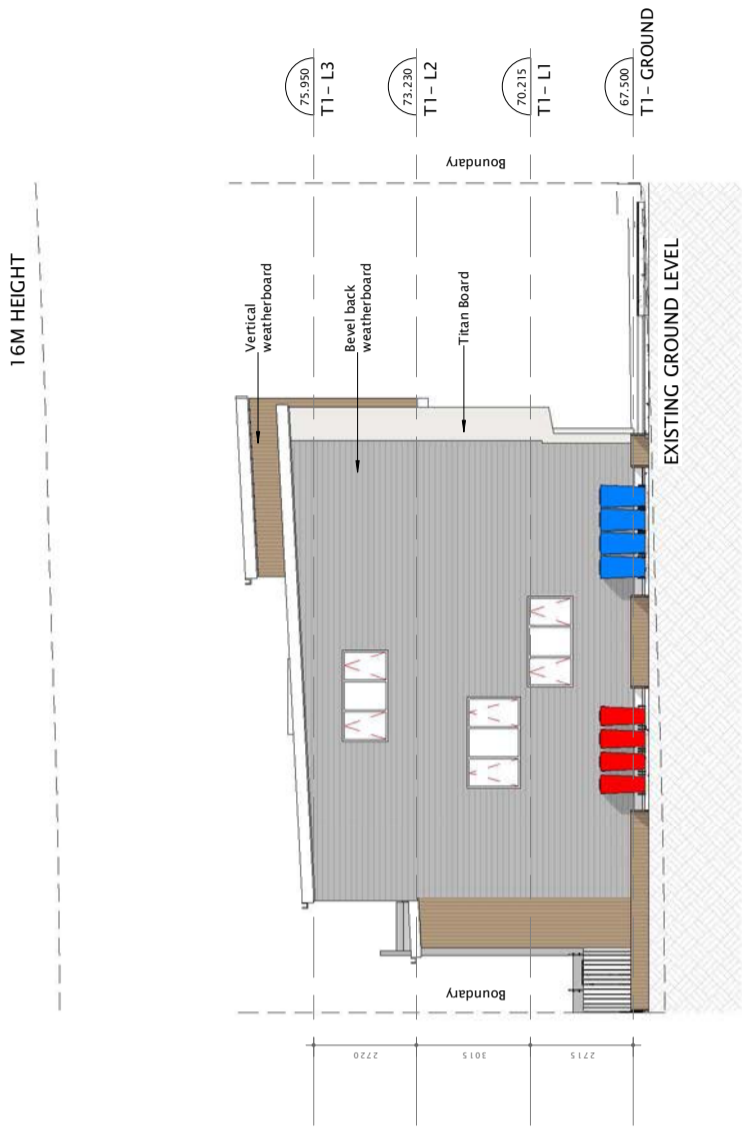 16M HEIGHT
75.950
T1- L3
73.230
T1- L2
70.215
T1- L1
67.500
T1- GROUND
Boundary
Vertical
weatherboard
Bevel back
weatherboard
Titan Board
EXISTING GROUND LEVEL
Boundary
2720
3015
2715